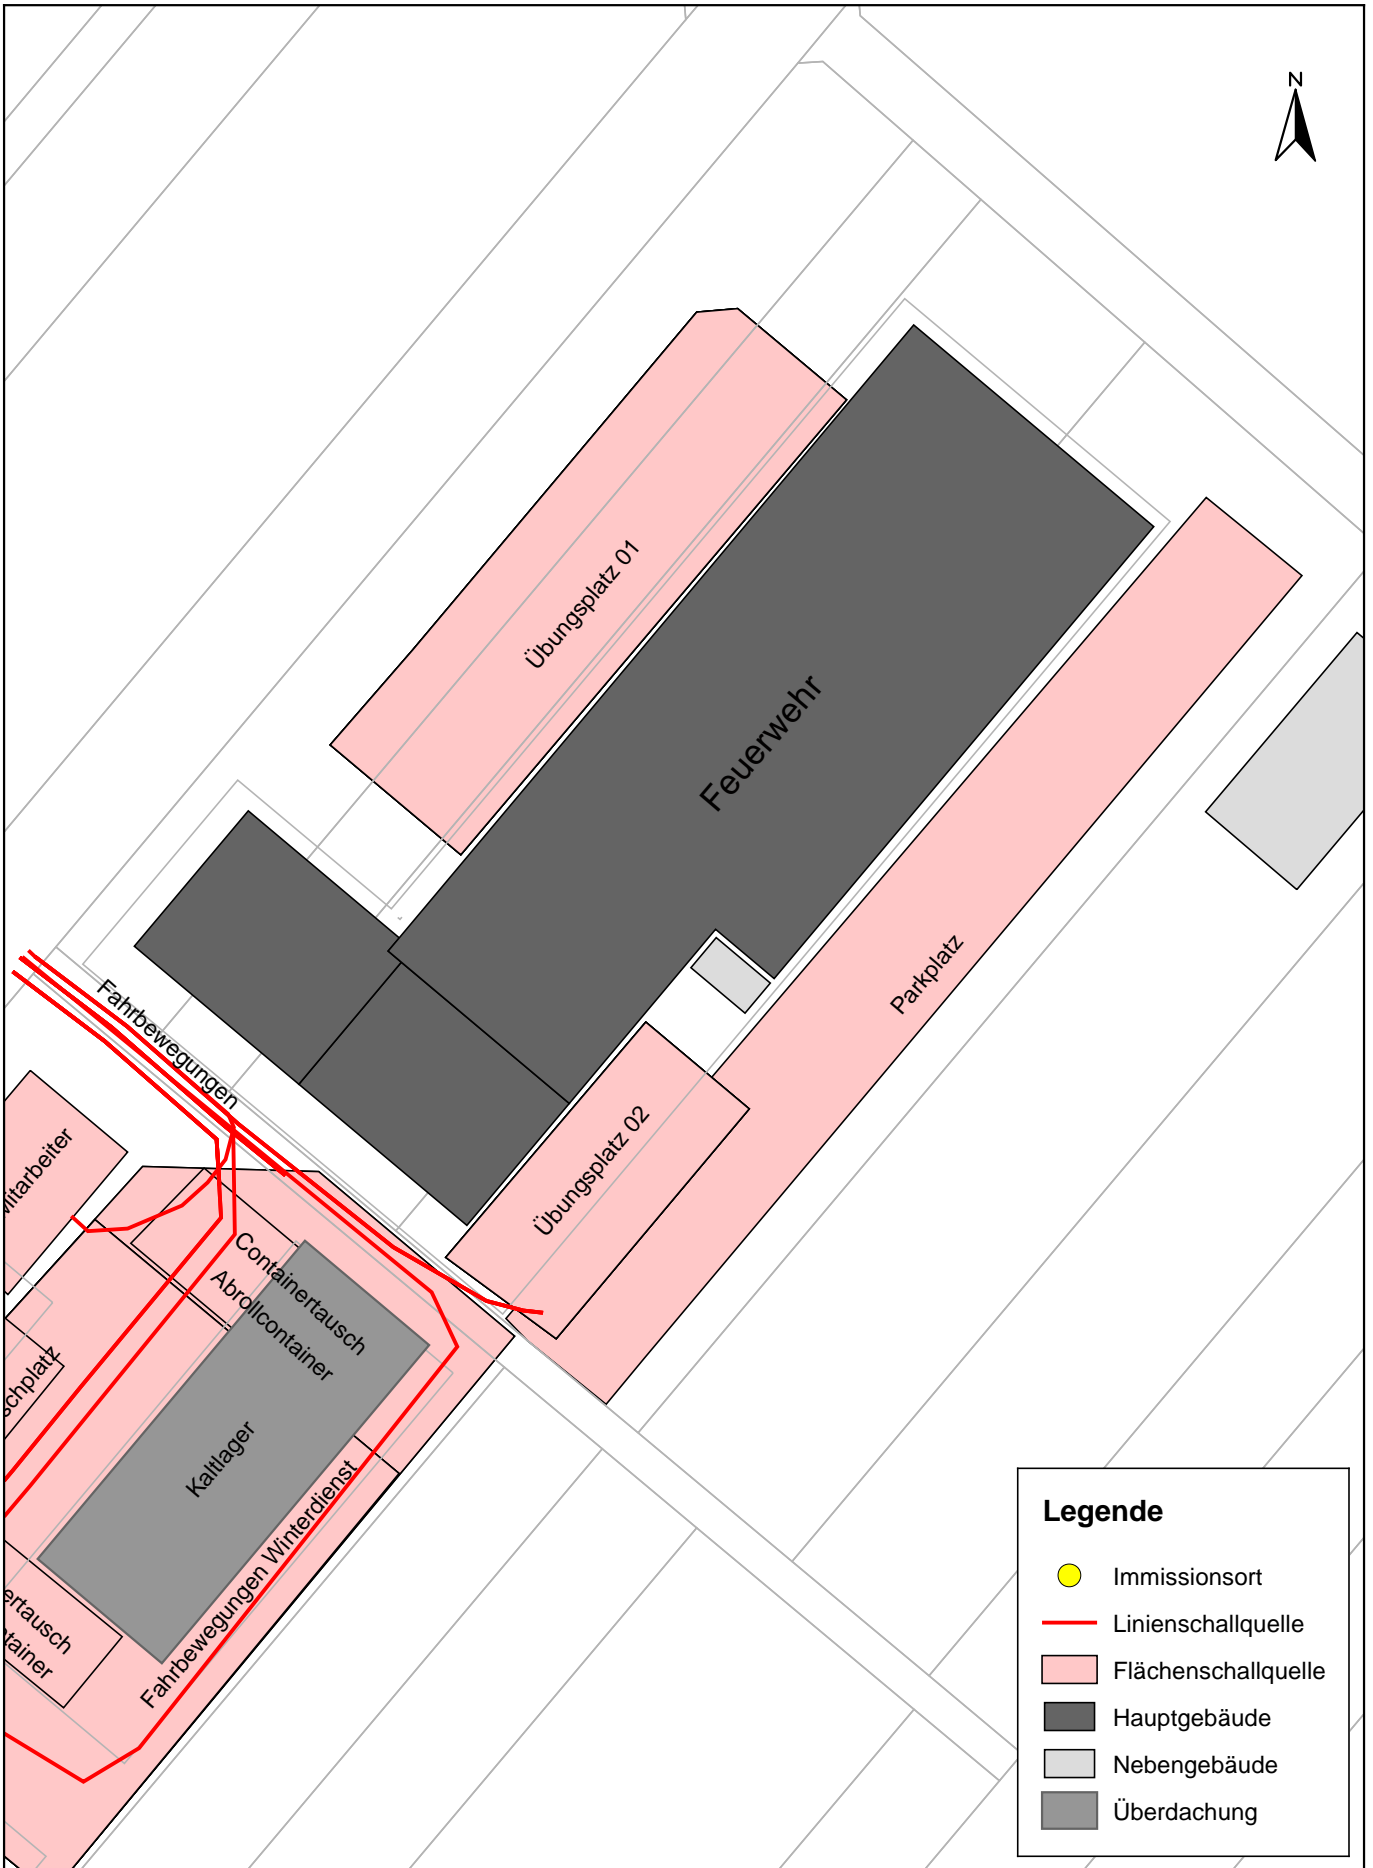 N
Übungsplatz 01
Feuerwehr
Parkplatz
Fahrbewegungen
Übungsplatz 02
Containertausch
Abrollcontainer
Kaltlager
Fahrbewegungen Winterdienst
Legende
Immissionsort
Linienschallquelle
Flächenschallquelle
Hauptgebäude
Nebengebäude
Überdachung